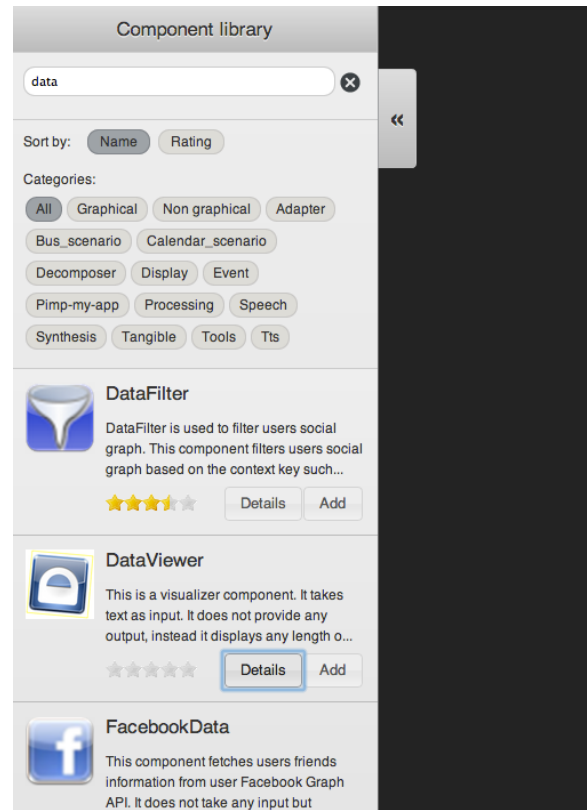 Component library
data
«
Sort by: Name Rating
Categories:
All Graphical Non graphical Adapter
Bus_scenario Calendar_scenario
Decomposer Display Event
Pimp-my-app Processing Speech
Synthesis Tangible Tools Tts
DataFilter
DataFilter is used to filter users social
graph. This component filters users social
graph based on the context key such...
Details Add
DataViewer
This is a visualizer component. It takes
text as input. It does not provide any
output, instead it displays any length o...
Details Add
FacebookData
f
This component fetches users friends
information from user Facebook Graph
API. It does not take any input but